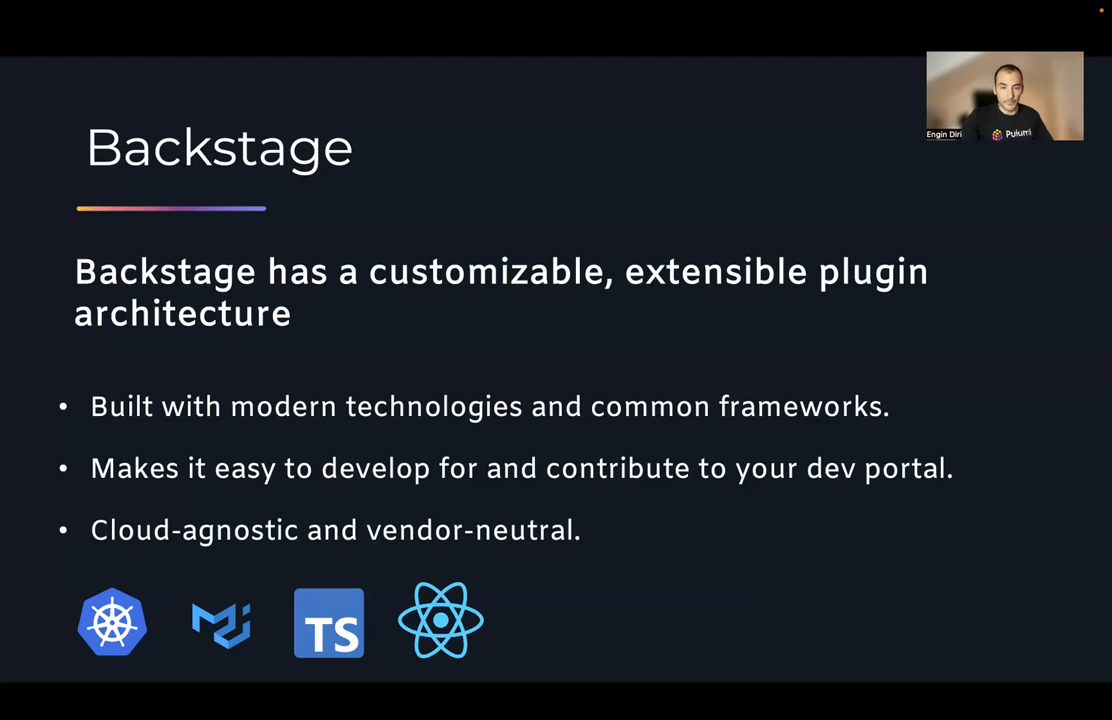 Backstage
Engin Diri
Pulumi
Backstage has a customizable, extensible plugin
architecture
• Built with modern technologies and common frameworks.
• Makes it easy to develop for and contribute to your dev portal.
• Cloud-agnostic and vendor-neutral.
TS